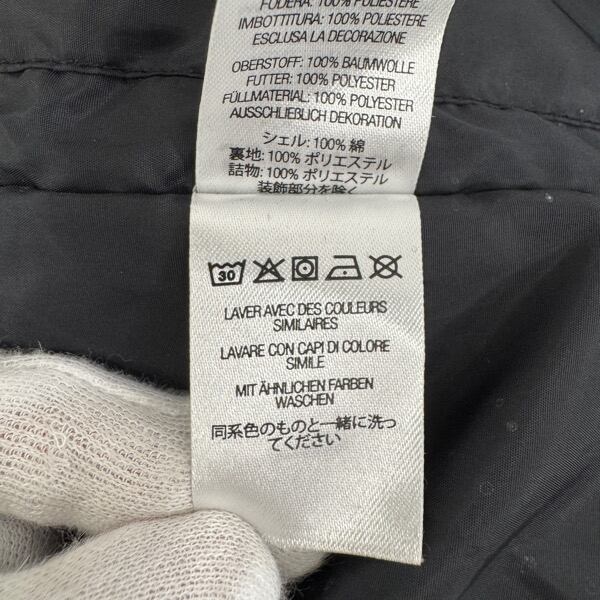 FODERA: 100% POLIESTERE
IMBOTTITURA: 100% POLIESTERE
ESCLUSA LA DECORAZIONE
OBERSTOFF: 100% BAUMWOLLE
FUTTER: 100% POLYESTER
FÜLLMATERIAL: 100% POLYESTER
AUSSCHLIEßLICH DEKORATION
シェル: 100% 綿
裏地: 100% ポリエステル
詰物: 100% ポリエステル
装飾部分を除く
30
LAVER AVEC DES COULEURS
SIMILAIRES
LAVARE CON CAPI DI COLORE
SIMILE
MIT ÄHNLICHEN FARBEN
WASCHEN
同系色のものと一緒に洗っ
てください